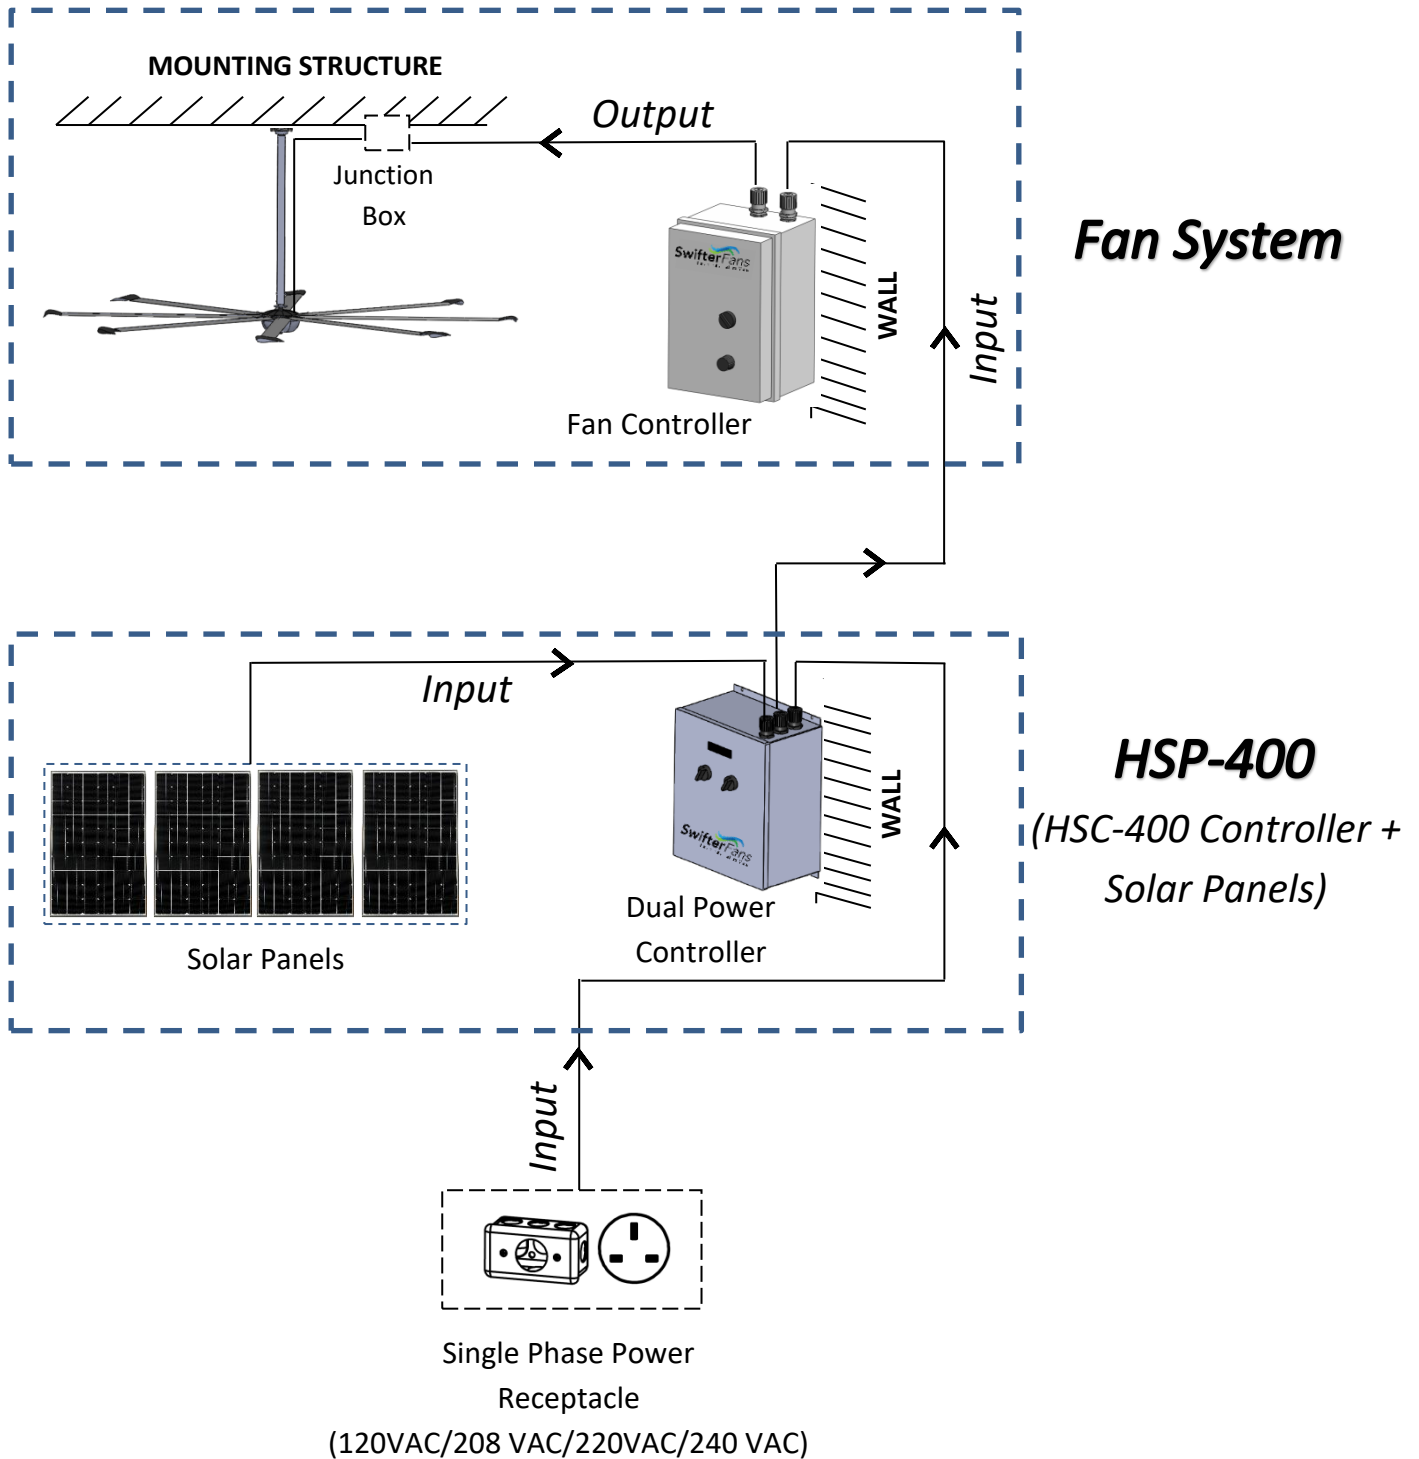 MOUNTING STRUCTURE
Output
Junction
Box
SwifterFans
WALL
Input
Fan Controller
Fan System
Input
SwifterFans
WALL
Dual Power
Controller
Solar Panels
HSP-400
(HSC-400 Controller +
Solar Panels)
Input
Single Phase Power
Receptacle
(120VAC/208 VAC/220VAC/240 VAC)